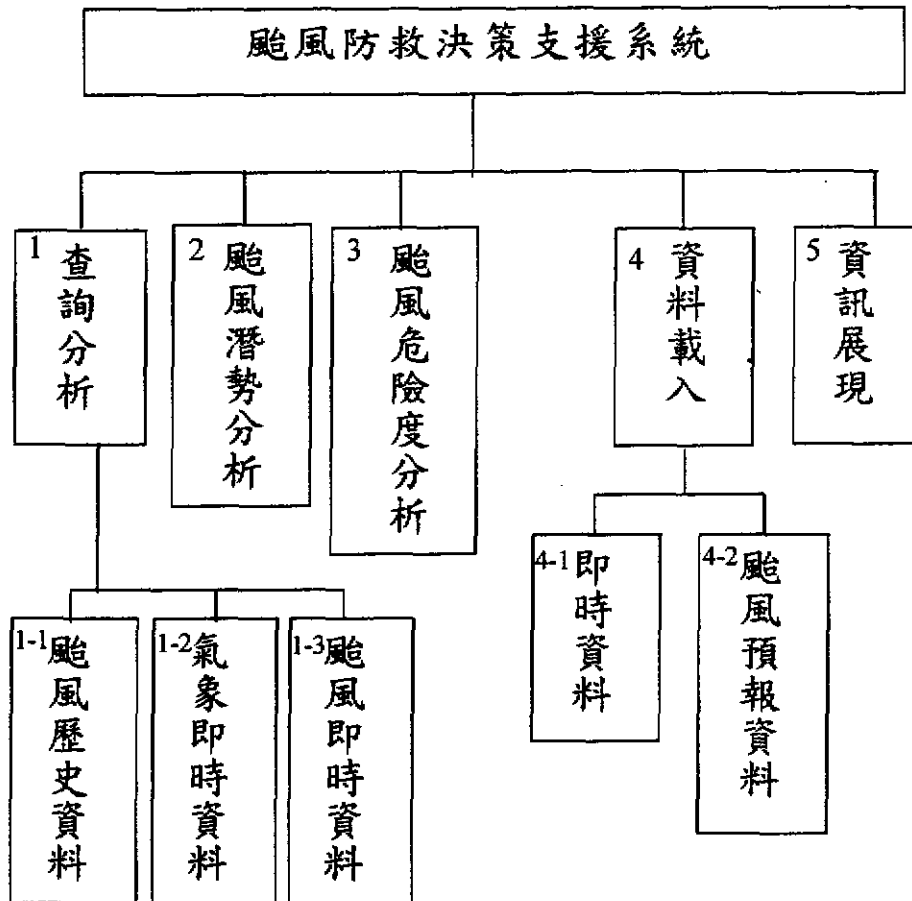 颱風防救決策支援系統
1 查詢分析
2 颱風潛勢分析
3 颱風危險度分析
4 資料載入
5 資訊展現
1-1 颱風歷史資料
1-2 氣象即時資料
1-3 颱風即時資料
4-1 即時資料
4-2 颱風預報資料